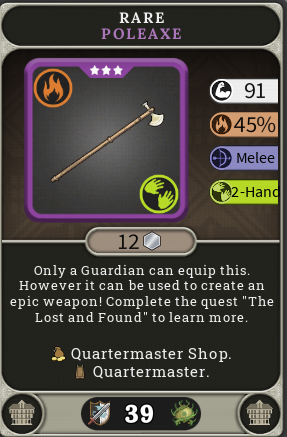 RARE
POLEAXE
91
45%
Melee
2-Hand
12
Only a Guardian can equip this.
However it can be used to create an
epic weapon! Complete the quest "The
Lost and Found" to learn more.
Quartermaster Shop.
Quartermaster.
39